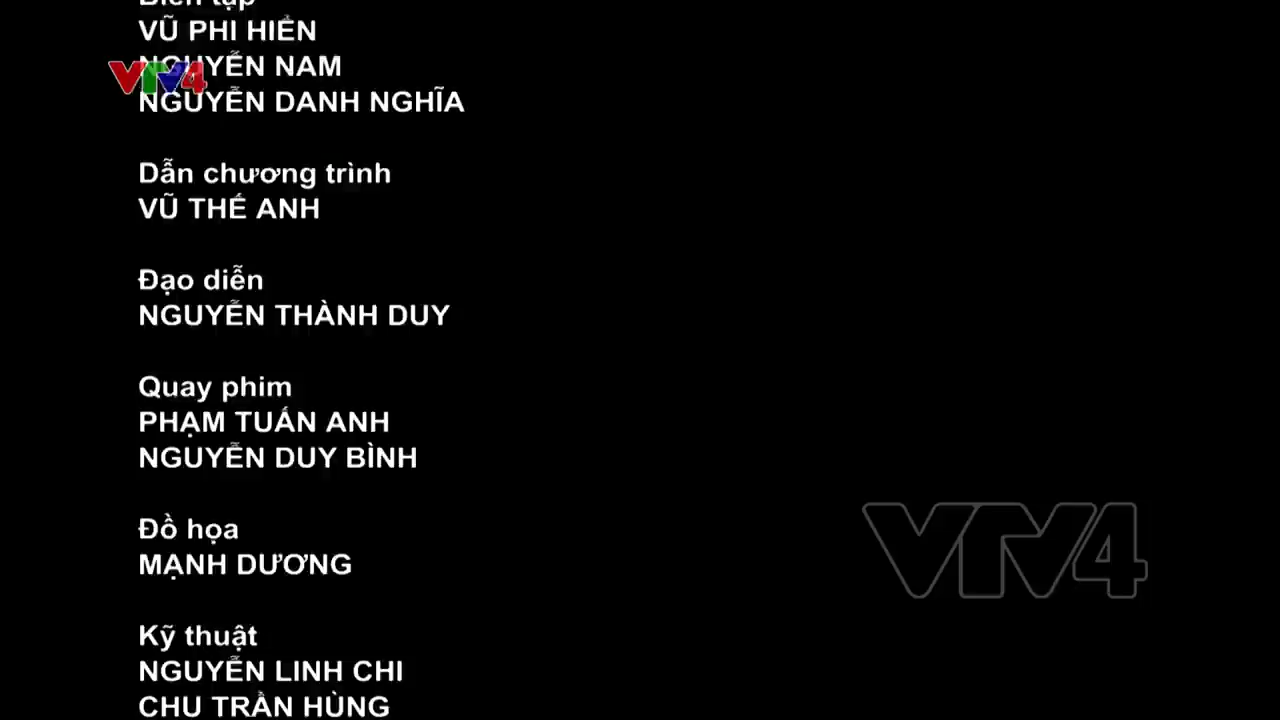 Biên tập
VŨ PHI HIỂN
NGUYỄN NAM
VTV4
NGUYỄN DANH NGHĨA
Dẫn chương trình
VŨ THẾ ANH
Đạo diễn
NGUYỄN THÀNH DUY
Quay phim
PHẠM TUẤN ANH
NGUYỄN DUY BÌNH
Đồ họa
MẠNH DƯƠNG
VTV4
Kỹ thuật
NGUYỄN LINH CHI
CHU TRẦN HÙNG